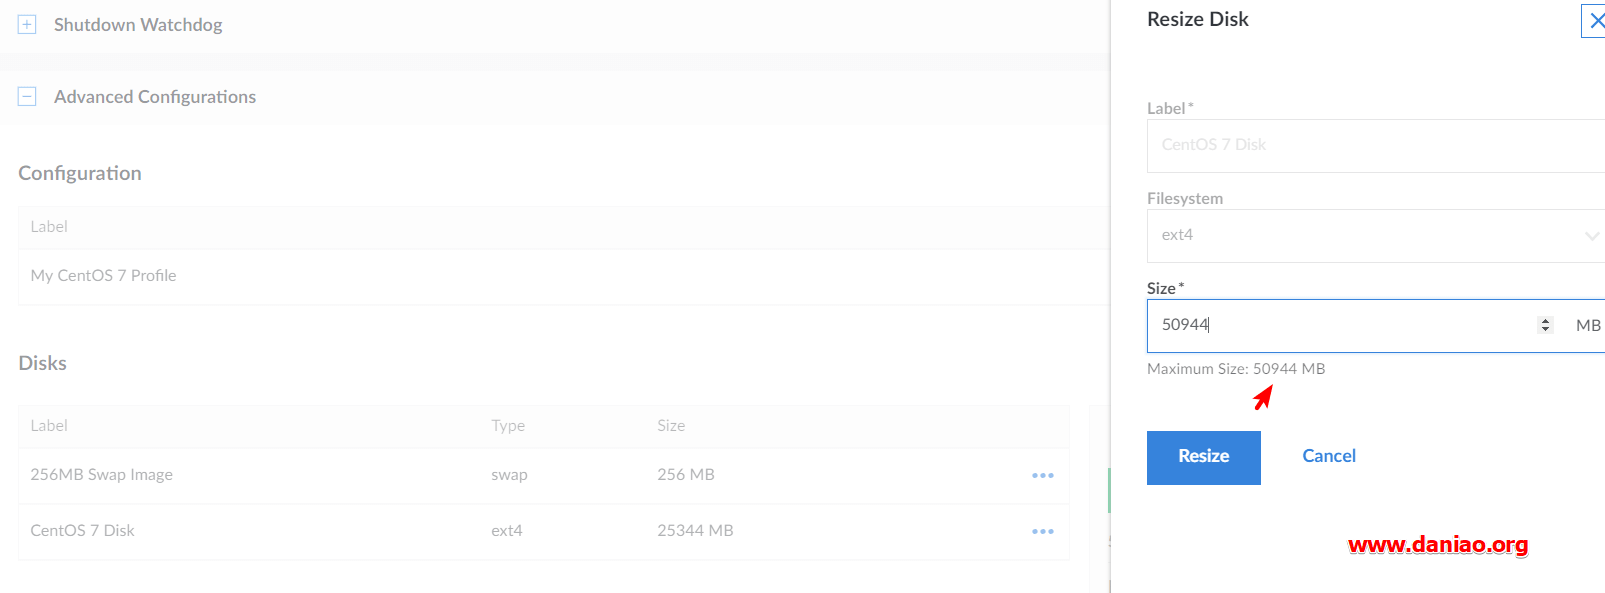 Shutdown Watchdog
Advanced Configurations
Configuration
Label
My CentOS 7 Profile
Disks
Label Type Size
256MB Swap Image swap 256 MB
CentOS 7 Disk ext4 25344 MB
Resize Disk
Label*
CentOS 7 Disk
Filesystem
ext4
Size*
50944 MB
Maximum Size: 50944 MB
Resize Cancel
www.daniao.org